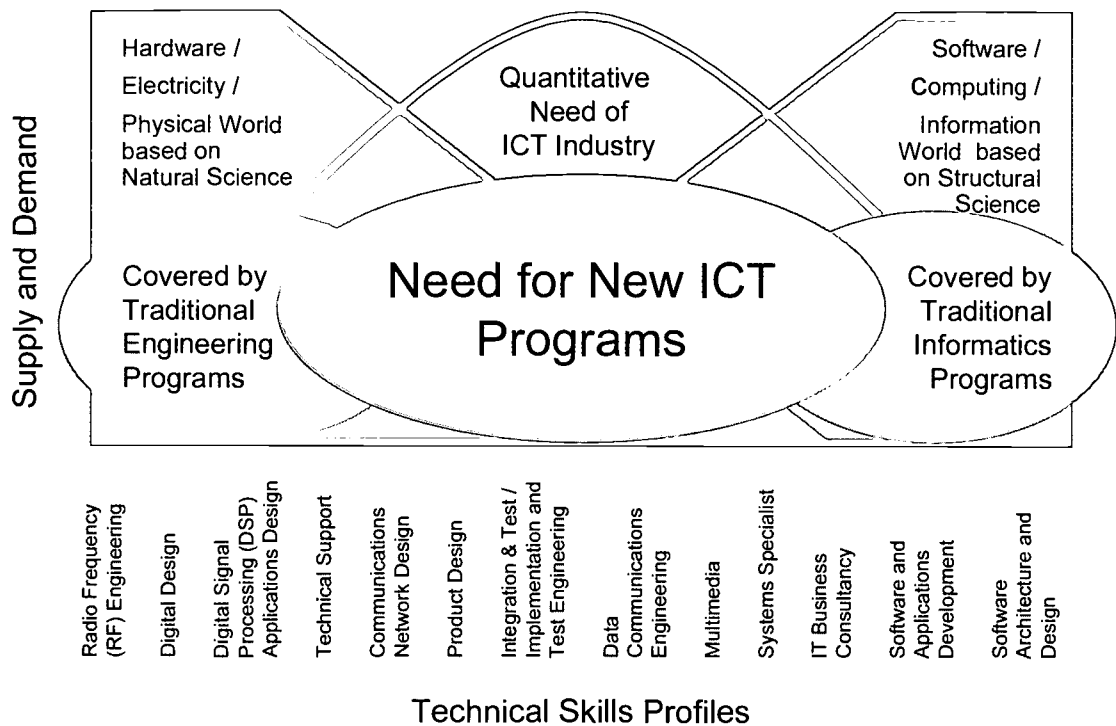 Hardware /
Electricity /
Physical World
based on
Natural Science
Quantitative
Need of
ICT Industry
Software /
Computing /
Information
World based
on Structural
Science
Supply and Demand
Covered by
Traditional
Engineering
Programs
Need for New ICT
Programs
Covered by
Traditional
Informatics
Programs
Radio Frequency
(RF) Engineering
Digital Design
Digital Signal
Processing (DSP)
Applications Design
Technical Support
Communications
Network Design
Product Design
Integration & Test /
Implementation and
Test Engineering
Data
Communications
Engineering
Multimedia
Systems Specialist
IT Business
Consultancy
Software and
Applications
Development
Software
Architecture and
Design
Technical Skills Profiles